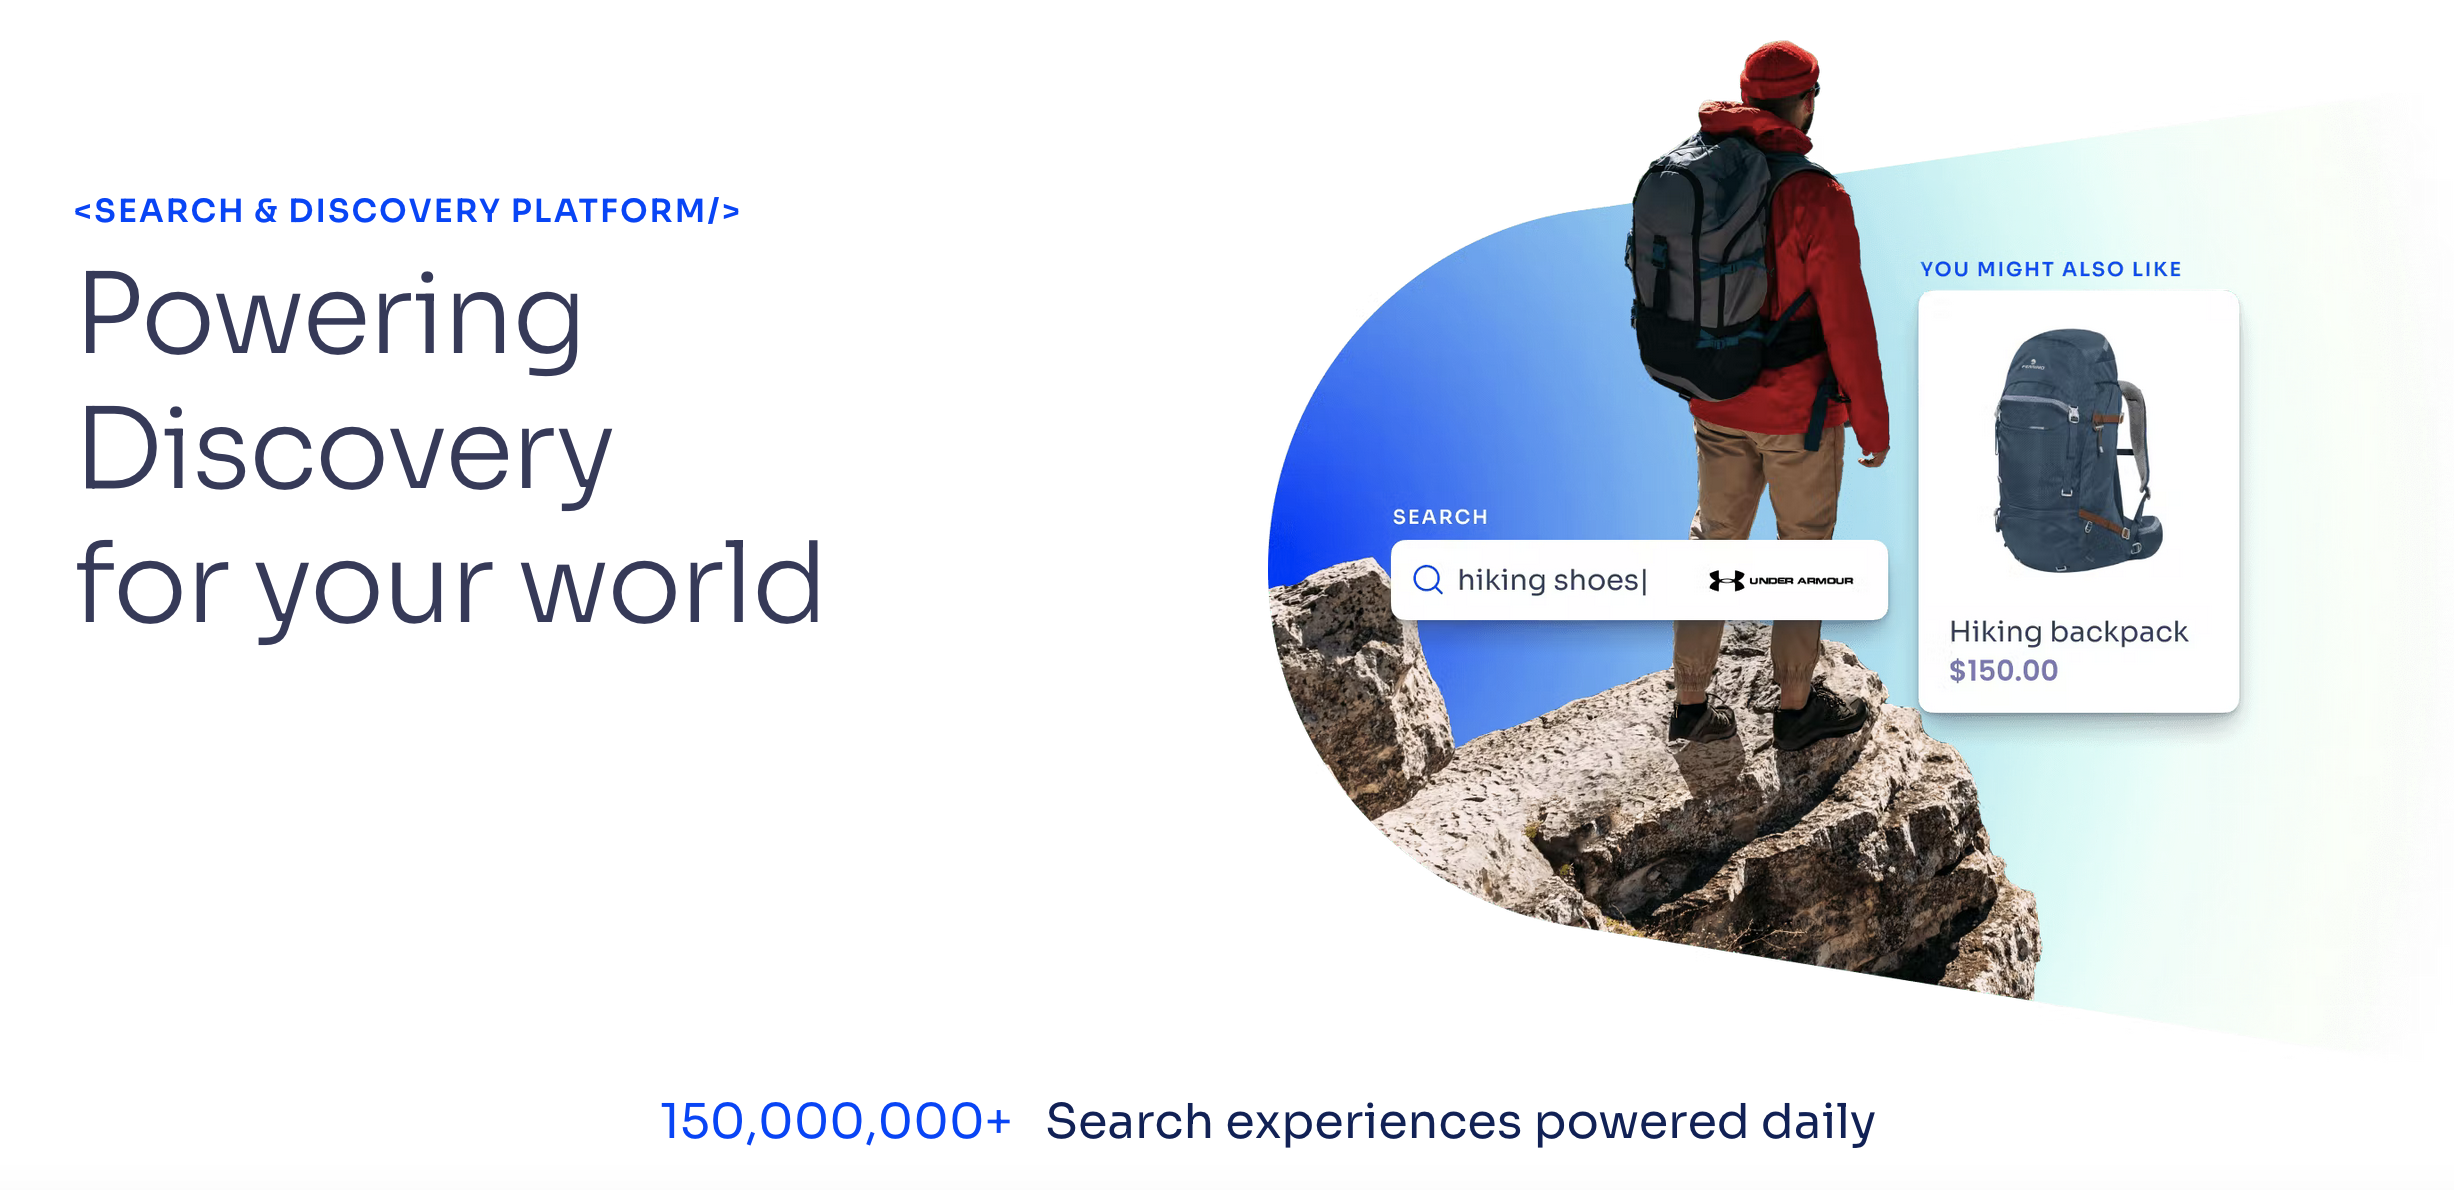 <SEARCH & DISCOVERY PLATFORM/>
Powering
Discovery
for your world
YOU MIGHT ALSO LIKE
SEARCH
hiking shoes|
UNDER ARMOUR
Hiking backpack
$150.00
150,000,000+ Search experiences powered daily